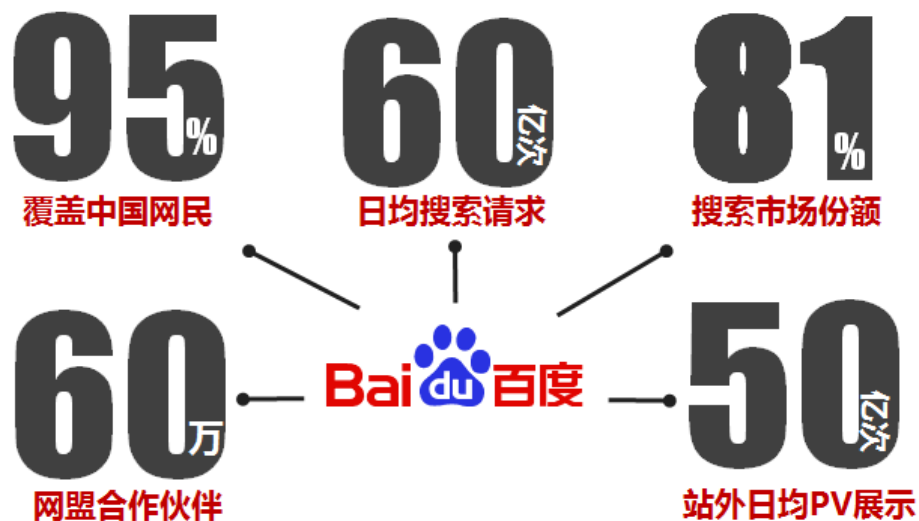 95%
覆盖中国网民
60亿次
日均搜索请求
81%
搜索市场份额
60万
网盟合作伙伴
Bai du 百度
50亿次
站外日均PV展示